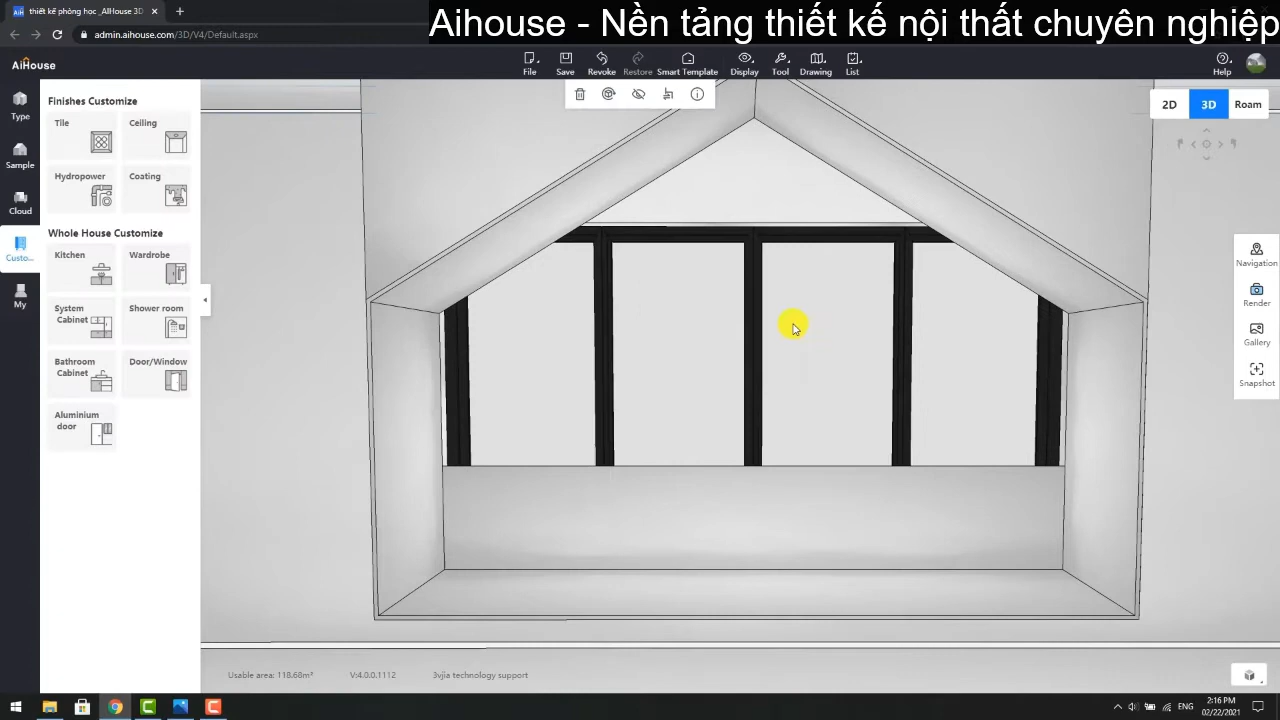 thiết kế phòng học _AiHouse 3D
Aihouse - Nền tảng thiết kế nội thất chuyên nghiệp
admin.aihouse.com/3D/V4/Default.aspx
AiHouse
File
Save
Revoke
Restore
Smart Template
Display
Tool
Drawing
List
Help
Type
Sample
Cloud
Custo...
My
Finishes Customize
Tile
Ceiling
Hydropower
Coating
Whole House Customize
Kitchen
Wardrobe
System
Cabinet
Shower room
Bathroom
Cabinet
Door/Window
Aluminium
door
2D
3D
Roam
Navigation
Render
Gallery
Snapshot
Usable area: 118.68m²
V:4.0.0.1112
3vjia technology support
ENG
2:16 PM
02/22/2021